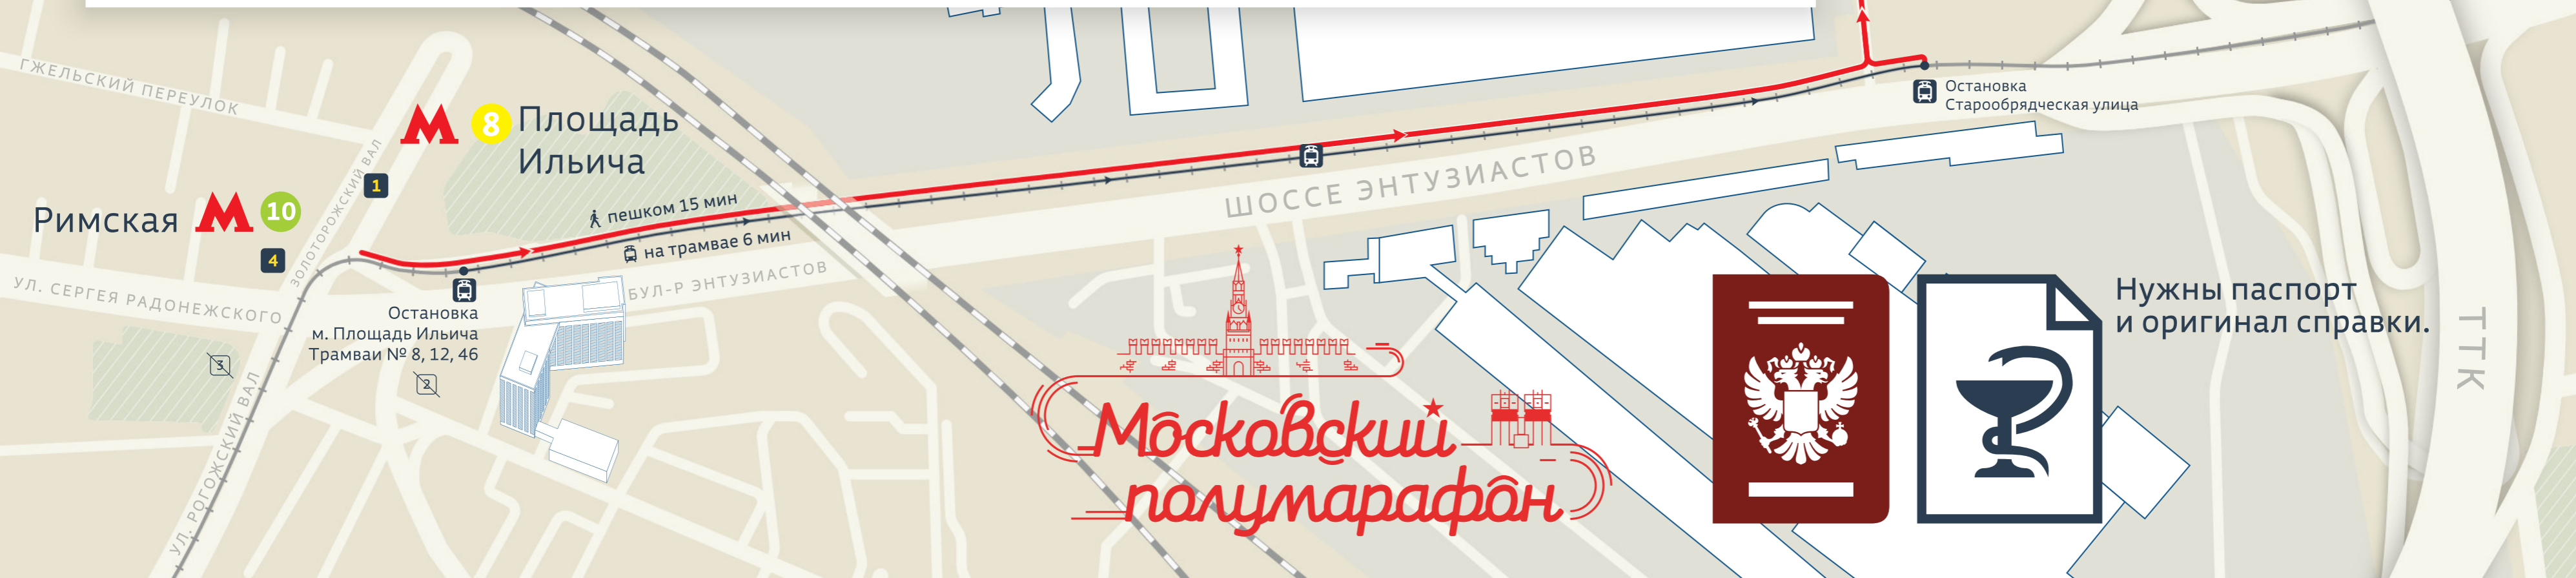 ГЖЕЛЬСКИЙ ПЕРЕУЛОК
М 8 Площадь
Ильича
ЗОЛОТОРОЖСКИЙ ВАЛ
1
Римская М 10
4
УЛ. СЕРГЕЯ РАДОНЕЖСКОГО
3
УЛ. РОГОЖСКИЙ ВАЛ
пешком 15 мин
на трамвае 6 мин
БУЛ-Р ЭНТУЗИАСТОВ
Остановка
м. Площадь Ильича
Трамваи № 8, 12, 46
2
ШОССЕ ЭНТУЗИАСТОВ
Остановка
Старообрядческая улица
Московский
полумарафон
Нужны паспорт
и оригинал справки.
ТТК